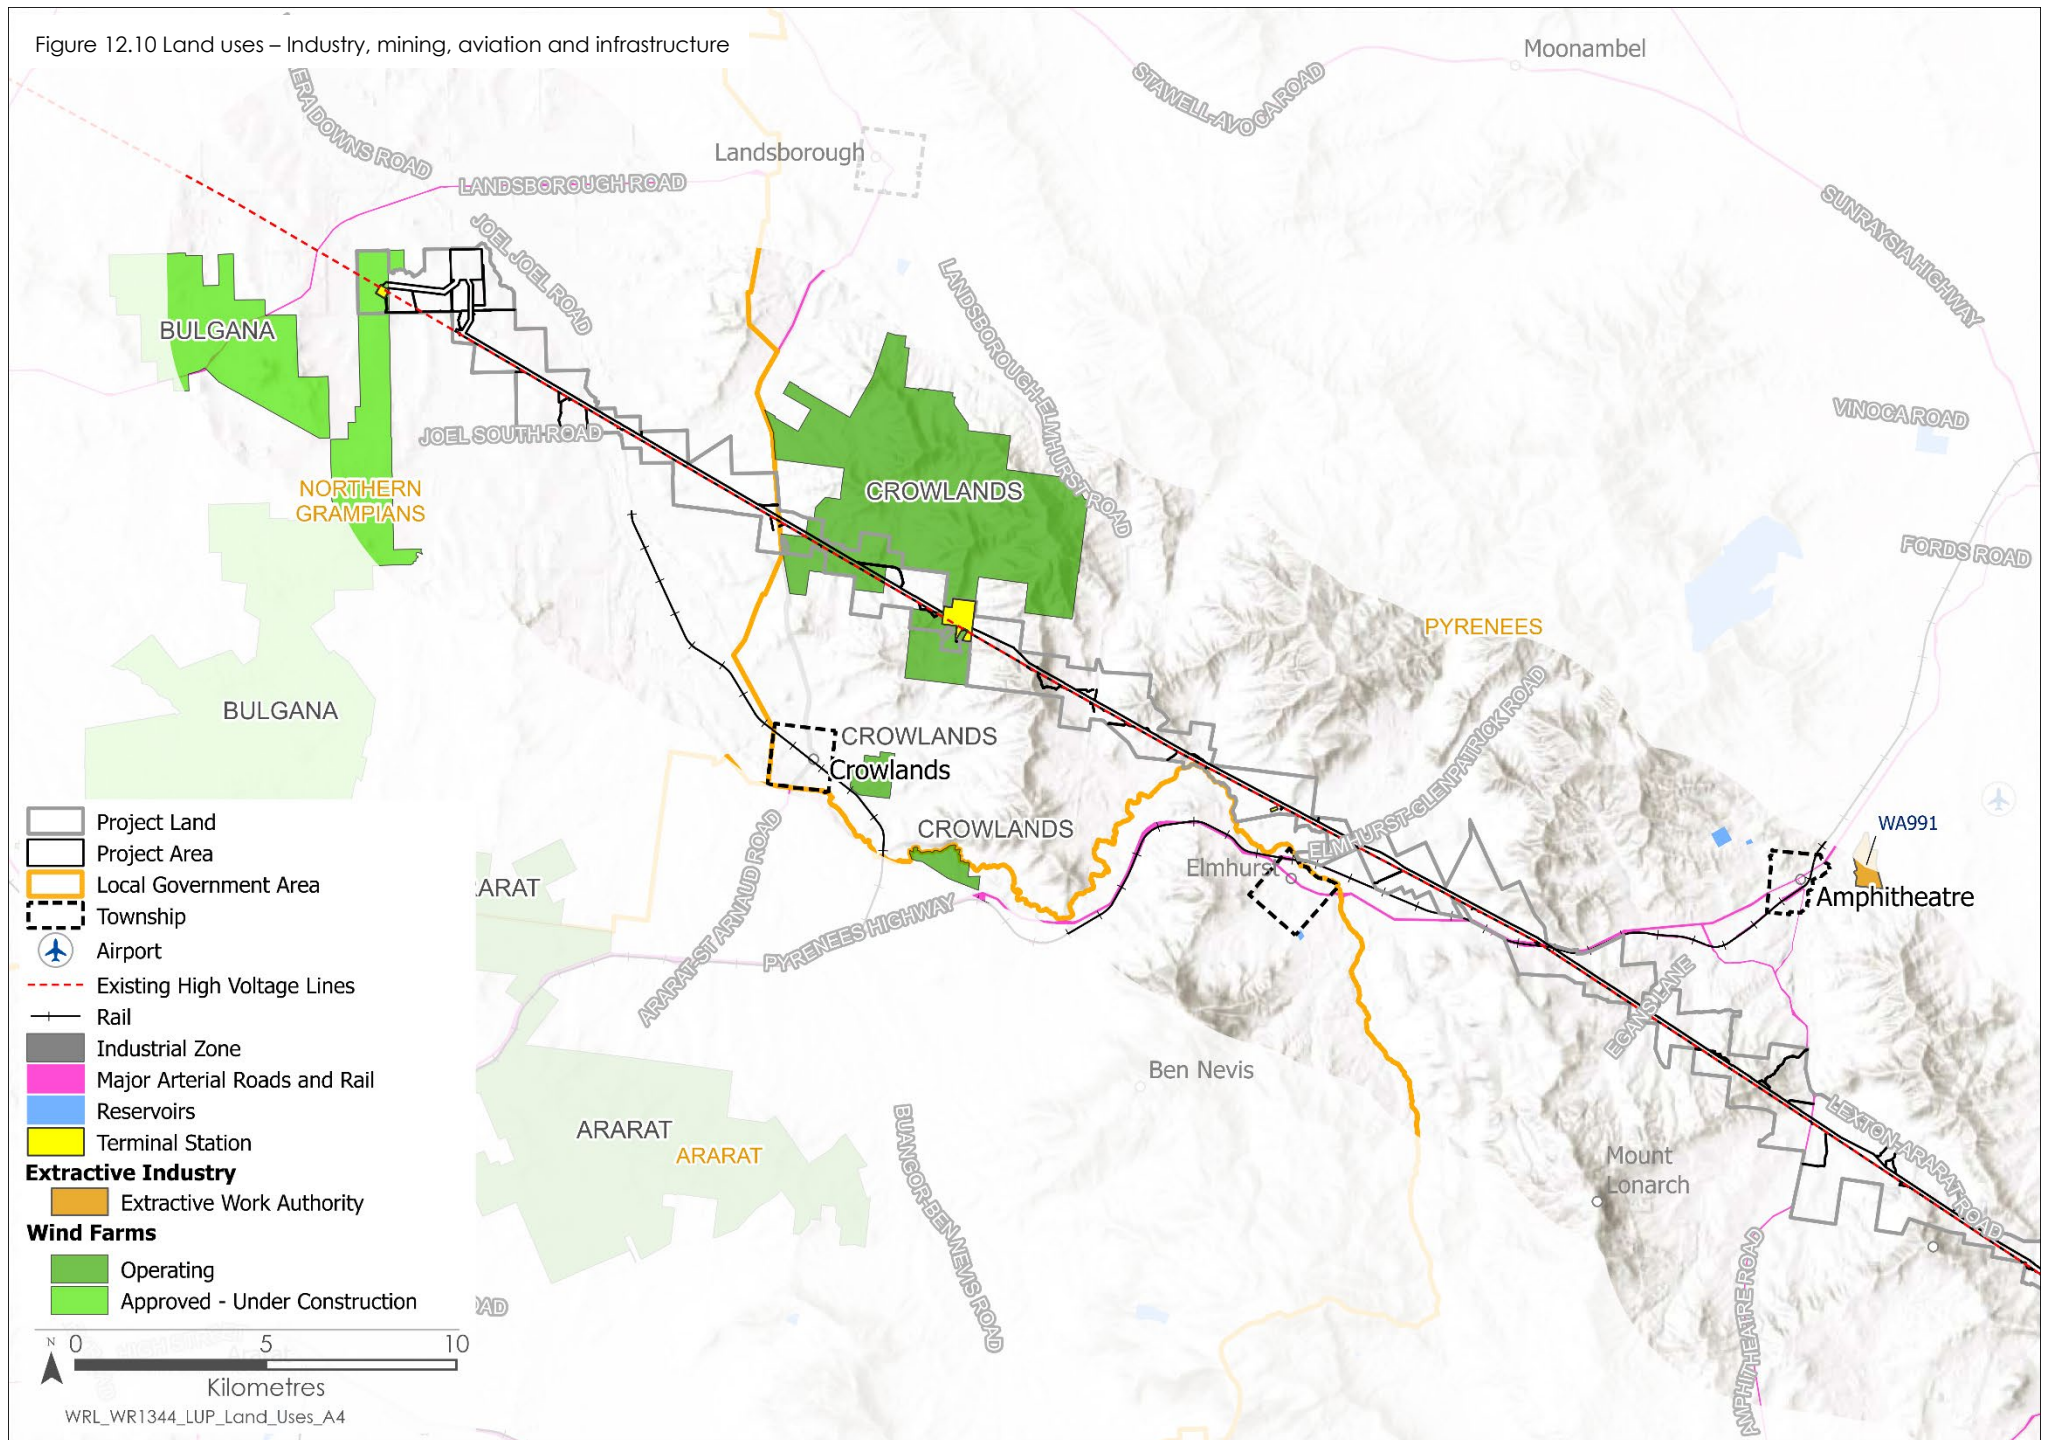 Figure 12.10 Land uses – Industry, mining, aviation and infrastructure
Moonambel
STAWELL-AVOCA ROAD
ERA DOWNS ROAD
Landsborough
LANDSBOROUGH ROAD
SUNRAYSIA HIGHWAY
JOEL JOEL ROAD
LANDSBOROUGH-ELMHURST ROAD
BULGANA
VINOCA ROAD
JOEL SOUTH ROAD
NORTHERN
GRAMPIANS
CROWLANDS
FORDS ROAD
PYRENEES
BULGANA
ELMHURST-GLENPATRICK ROAD
CROWLANDS
Crowlands
CROWLANDS
WA991
Elmhurst
Amphitheatre
ARARAT
ARARAT-ST ARNAUD ROAD
PYRENEES HIGHWAY
EGANS LANE
Ben Nevis
ARARAT
ARARAT
BUANGOR-BEN NEVIS ROAD
LEXTON-ARARAT ROAD
Mount
Lonarch
AMPHITHEATRE ROAD
OAD
Project Land
Project Area
Local Government Area
Township
Airport
Existing High Voltage Lines
Rail
Industrial Zone
Major Arterial Roads and Rail
Reservoirs
Terminal Station
Extractive Industry
Extractive Work Authority
Wind Farms
Operating
Approved - Under Construction
N
0 5 10
Kilometres
WRL_WR1344_LUP_Land_Uses_A4